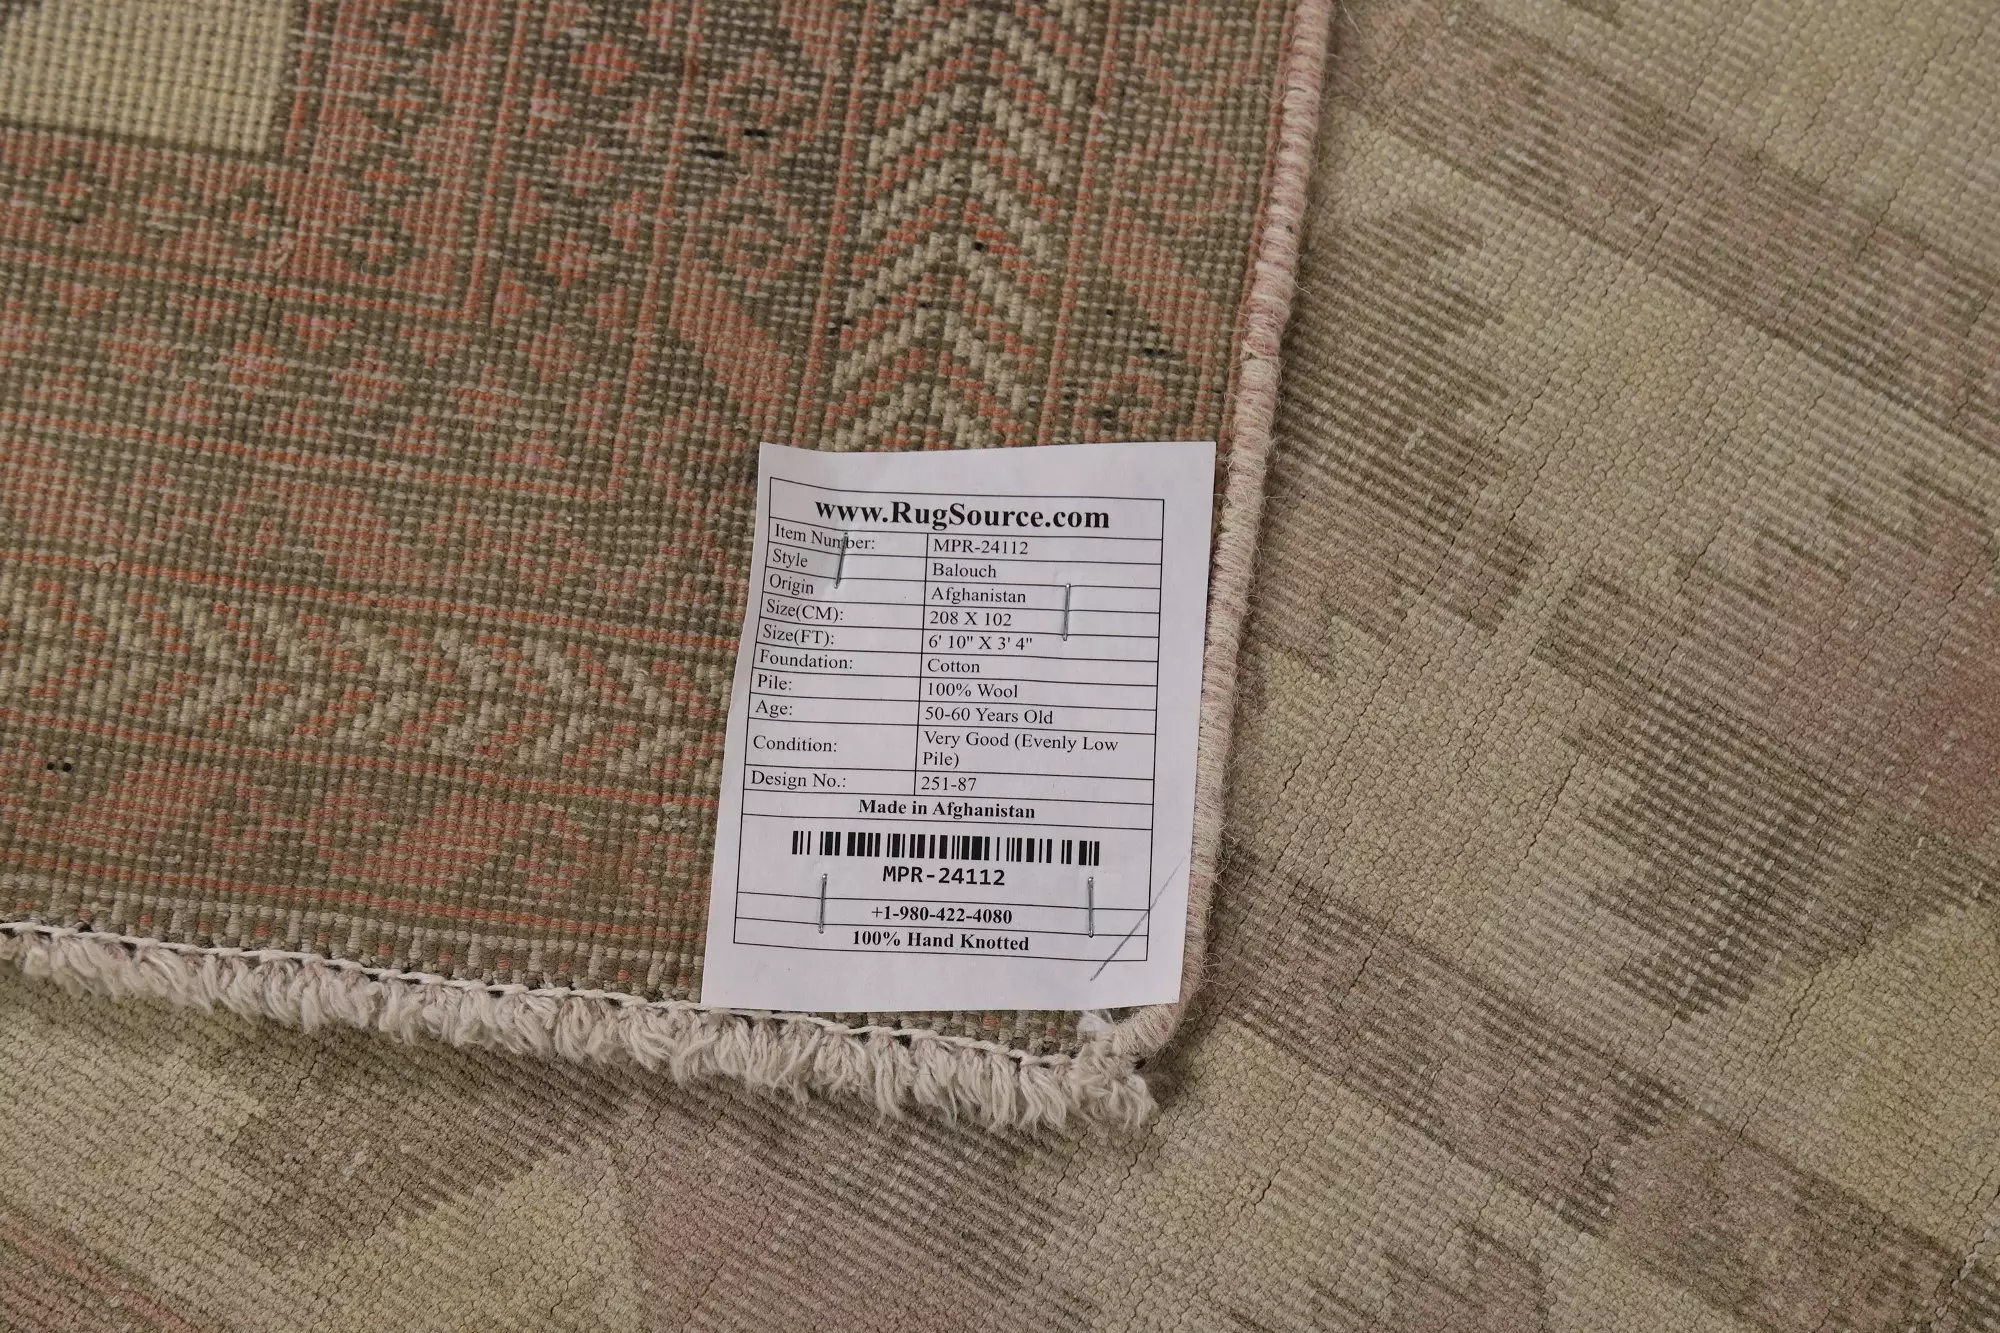 www.RugSource.com
Item Number: MPR-24112
Style Balouch
Origin Afghanistan
Size(CM): 208 X 102
Size(FT): 6' 10" X 3' 4"
Foundation: Cotton
Pile: 100% Wool
Age: 50-60 Years Old
Condition: Very Good (Evenly Low
Pile)
Design No.: 251-87
Made in Afghanistan
MPR-24112
+1-980-422-4080
100% Hand Knotted